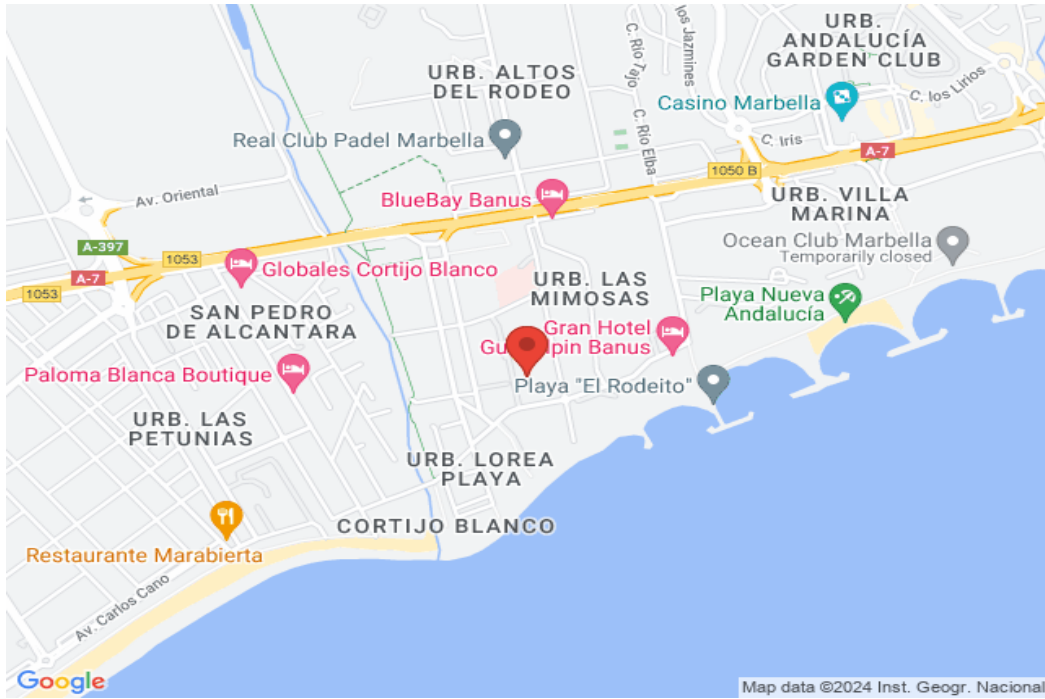 URB.
ANDALUCÍA
GARDEN CLUB
los Jazmines
C. Río Tajo
URB. ALTOS
DEL RODEO
Casino Marbella
C. los Lirios
Real Club Padel Marbella
C. Río Elba
C. Iris
A-7
1050 B
Av. Oriental
BlueBay Banus
URB. VILLA
MARINA
A-397
1053
Ocean Club Marbella
Temporarily closed
A-7
Globales Cortijo Blanco
1053
URB. LAS
MIMOSAS
Playa Nueva
Andalucía
SAN PEDRO
DE ALCANTARA
Gran Hotel
Banus
Paloma Blanca Boutique
Playa "El Rodeito"
URB. LAS
PETUNIAS
URB. LOREA
PLAYA
CORTIJO BLANCO
Restaurante Marabierta
Av. Carlos Cano
Google
Map data ©2024 Inst. Geogr. Nacional